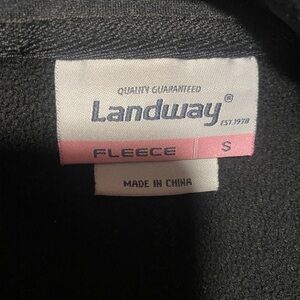 QUALITY GUARANTEED
Landway®
EST.1978
FLEECE S
MADE IN CHINA